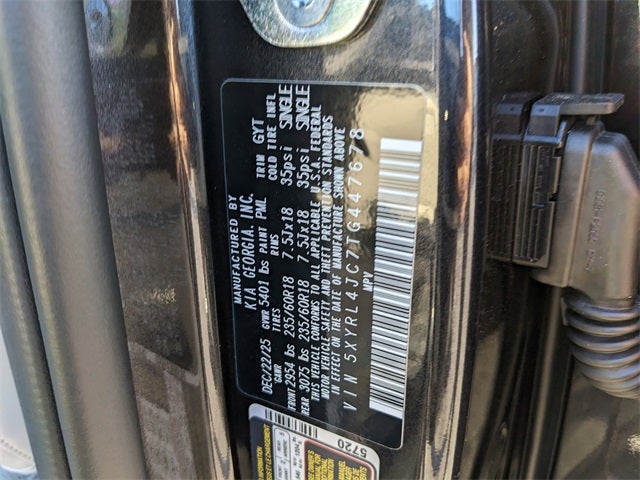 MANUFACTURED BY
KIA GEORGIA, INC.
DEC/22/25 GVWR 5401 lbs PAINT PML TRIM GYT
GAWR TIRES RIMS COLD TIRE INFL
FRONT 2954 lbs 235/60R18 7.5Jx18 35psi SINGLE
REAR 3075 lbs 235/60R18 7.5Jx18 35psi SINGLE
THIS VEHICLE CONFORMS TO ALL APPLICABLE U.S.A. FEDERAL
MOTOR VEHICLE SAFETY AND THEFT PREVENTION STANDARDS
IN EFFECT ON THE DATE OF MANUFACTURE SHOWN ABOVE
VIN 5XYRL4JC7TG447678
MPV
5720